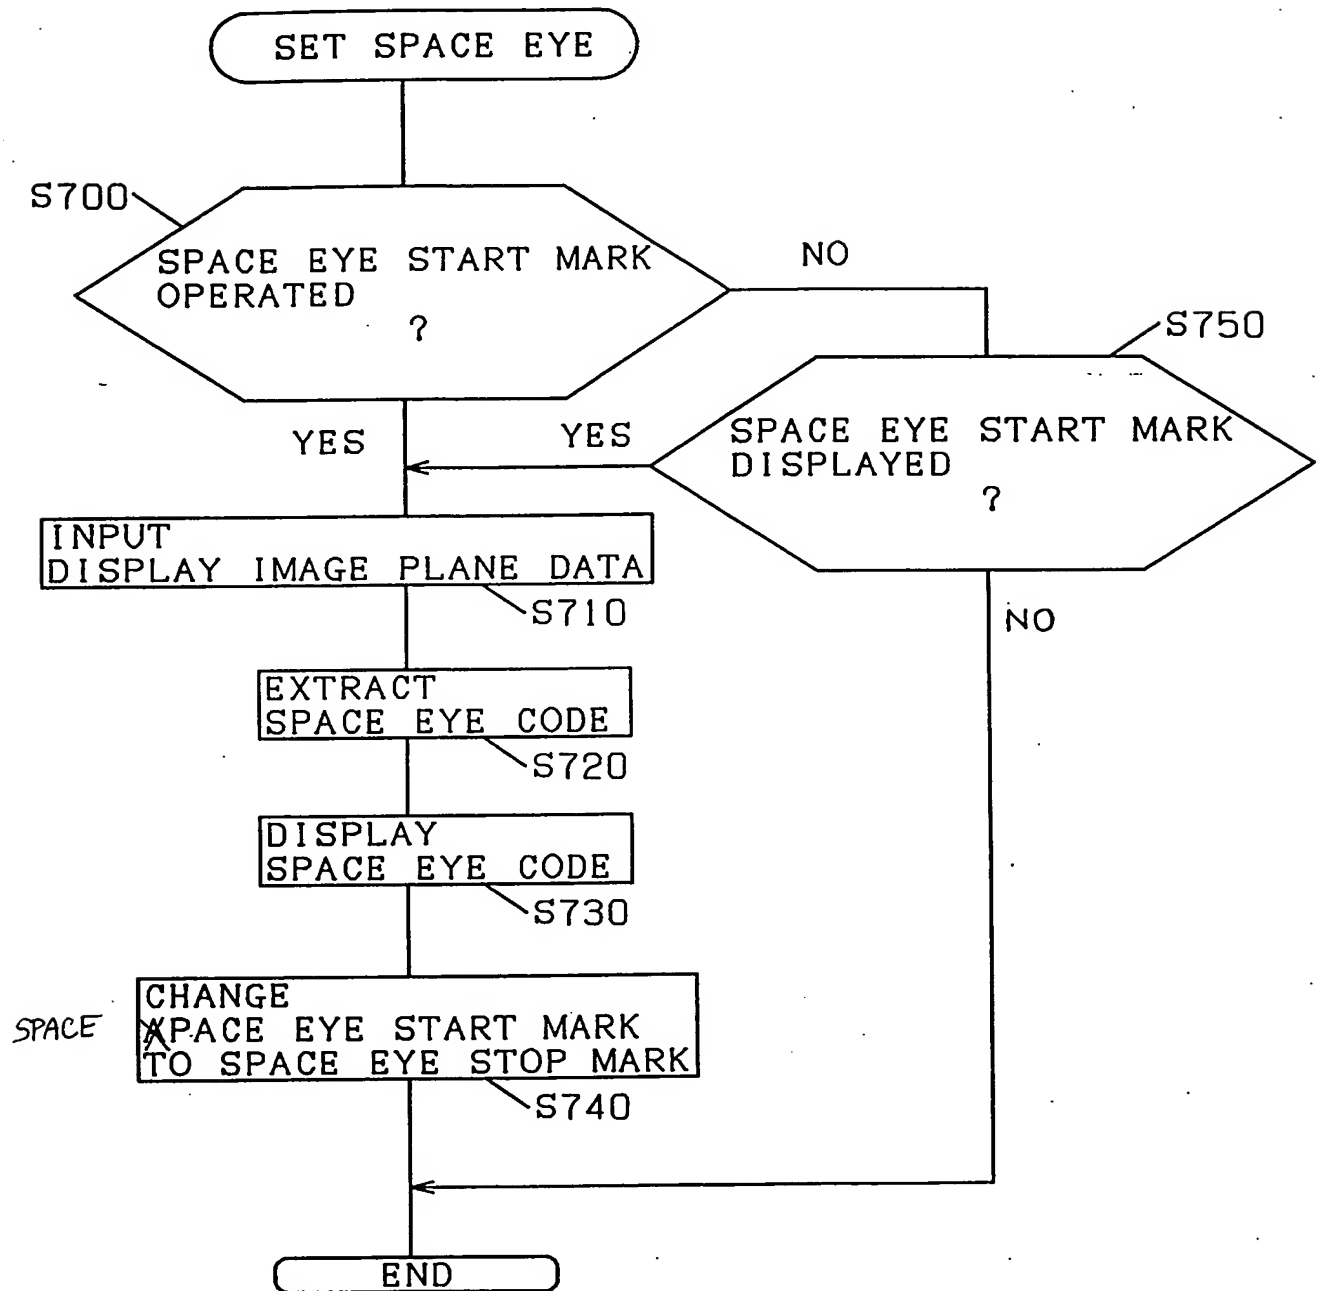 SET SPACE EYE
S700
SPACE EYE START MARK
OPERATED
?
NO
S750
YES
YES
SPACE EYE START MARK
DISPLAYED
?
INPUT
DISPLAY IMAGE PLANE DATA
S710
NO
EXTRACT
SPACE EYE CODE
S720
DISPLAY
SPACE EYE CODE
S730
CHANGE
SPACE
APACE EYE START MARK
TO SPACE EYE STOP MARK
S740
END